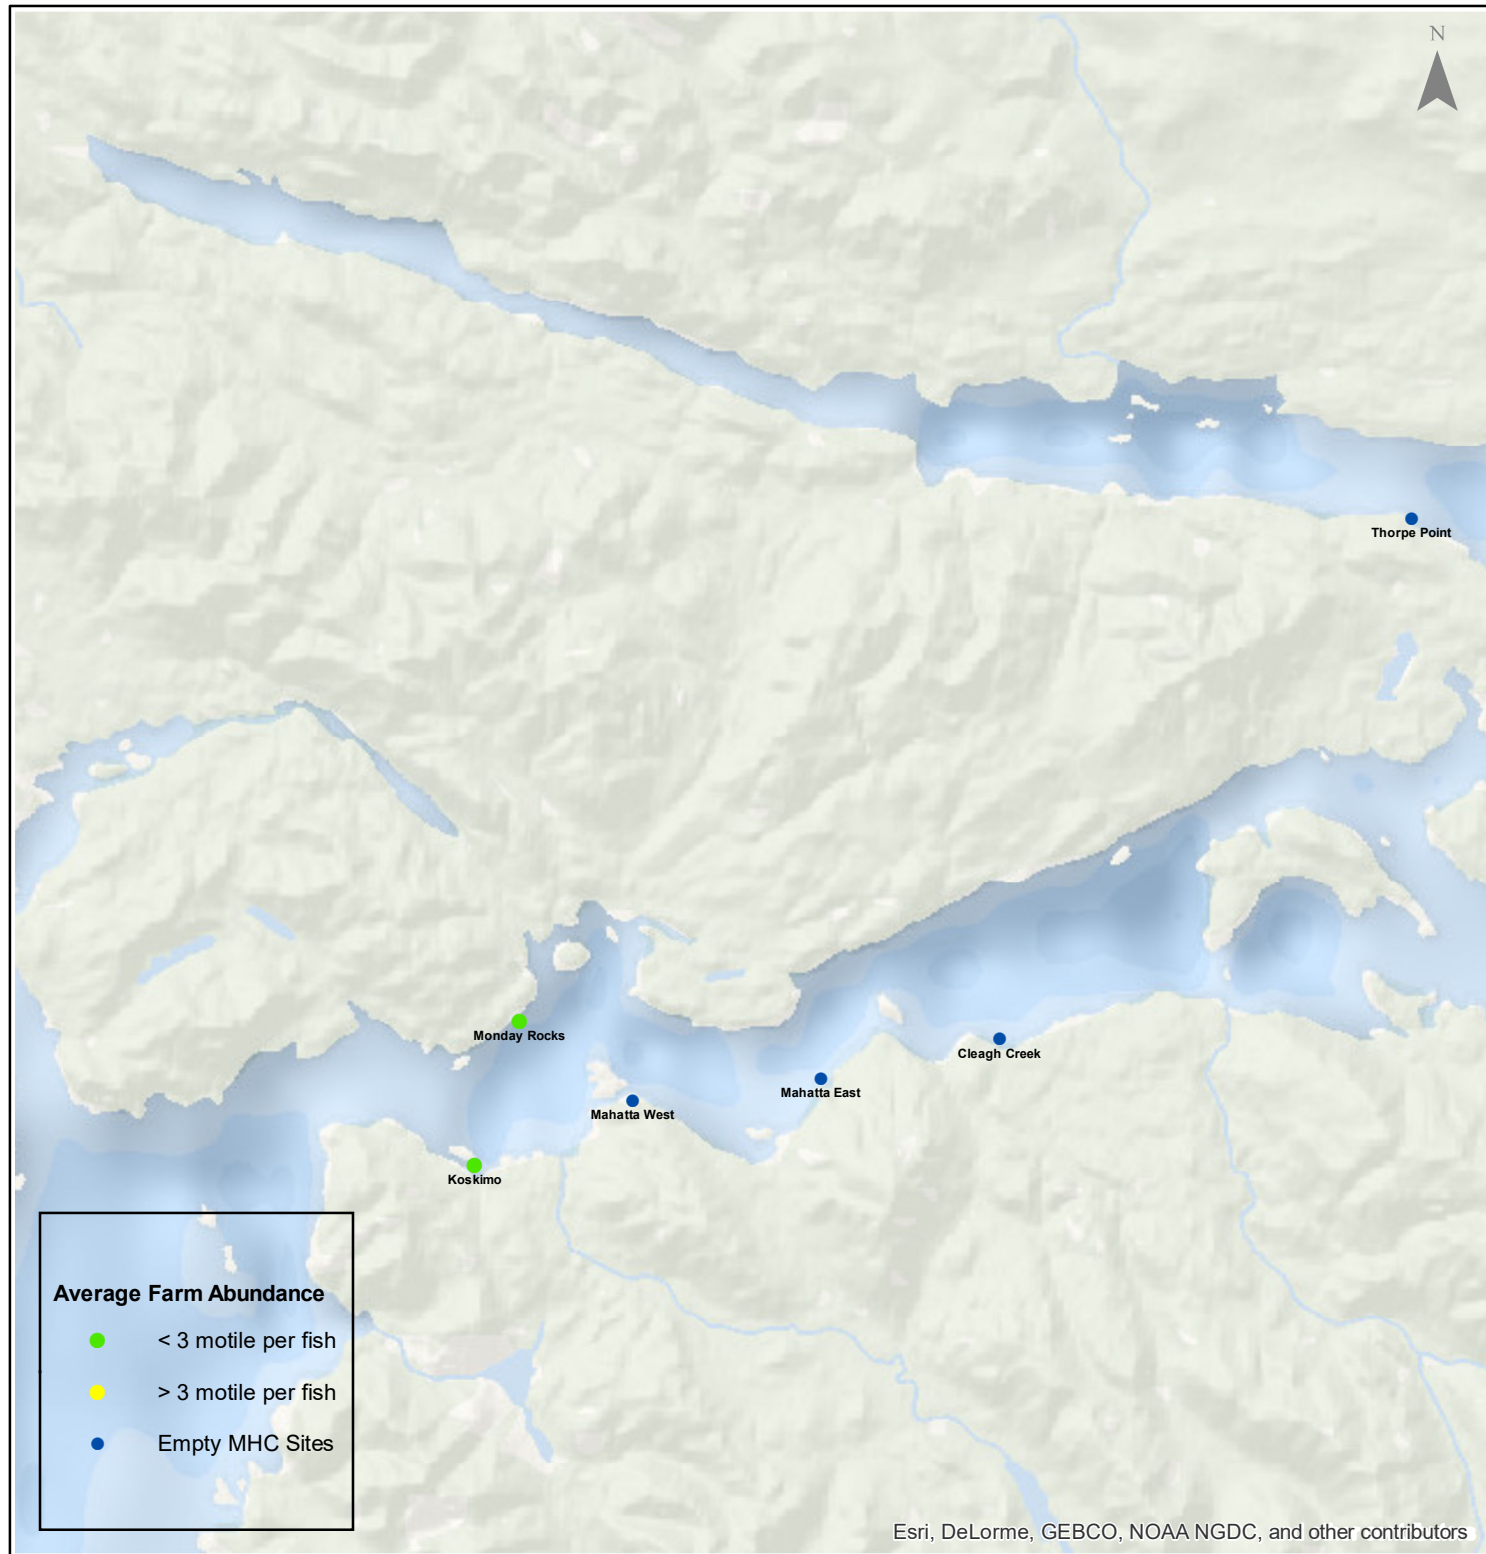 N
Thorpe Point
Monday Rocks
Cleagh Creek
Mahatta East
Mahatta West
Koskimo
Average Farm Abundance
< 3 motile per fish
> 3 motile per fish
Empty MHC Sites
Esri, DeLorme, GEBCO, NOAA NGDC, and other contributors